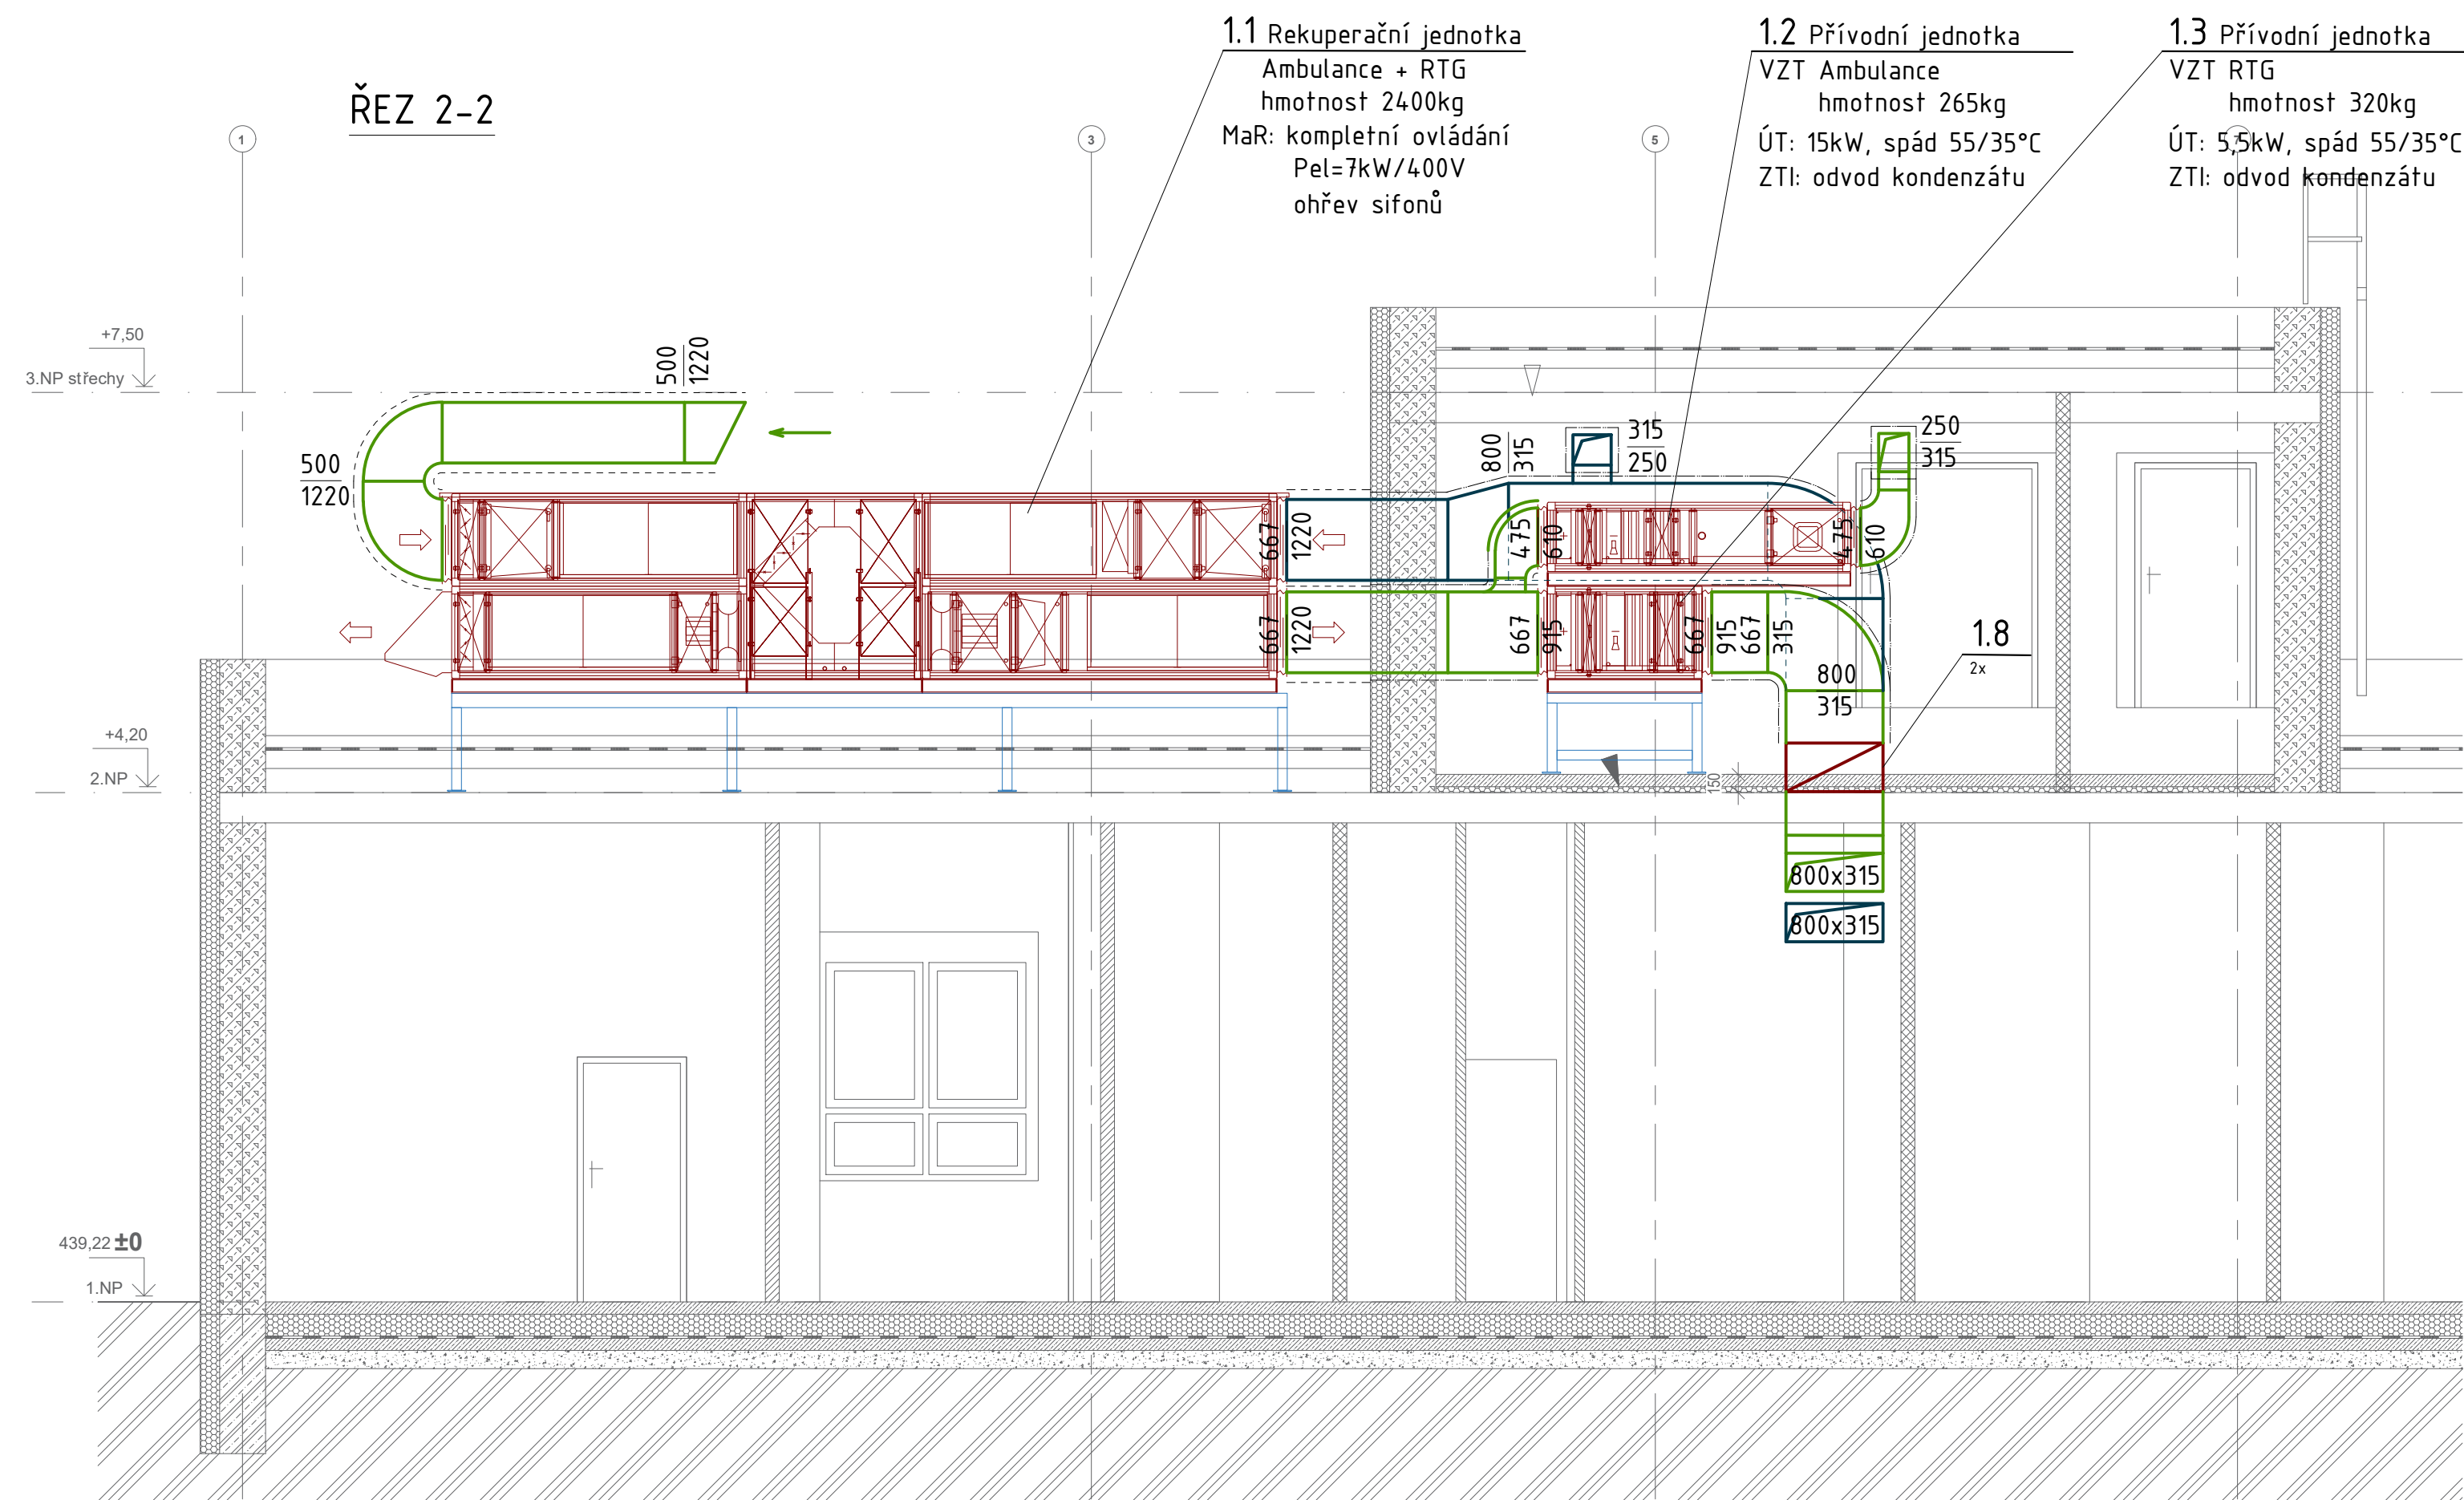 ŘEZ 2-2
1.1 Rekuperační jednotka
Ambulance + RTG
hmotnost 2400kg
MaR: kompletní ovládání
Pel=7kW/400V
ohřev sifonů
1.2 Přívodní jednotka
VZT Ambulance
hmotnost 265kg
ÚT: 15kW, spád 55/35°C
ZTI: odvod kondenzátu
1.3 Přívodní jednotka
VZT RTG
hmotnost 320kg
ÚT: 5,5kW, spád 55/35°C
ZTI: odvod kondenzátu
1
3
5
7
+7,50
3.NP střechy
500
1220
500
1220
800
315
315
250
250
315
667
1220
475
610
475
610
667
1220
667
915
667
915
667
315
800
315
1.8
2x
+4,20
2.NP
150
800x315
800x315
439,22 ±0
1.NP